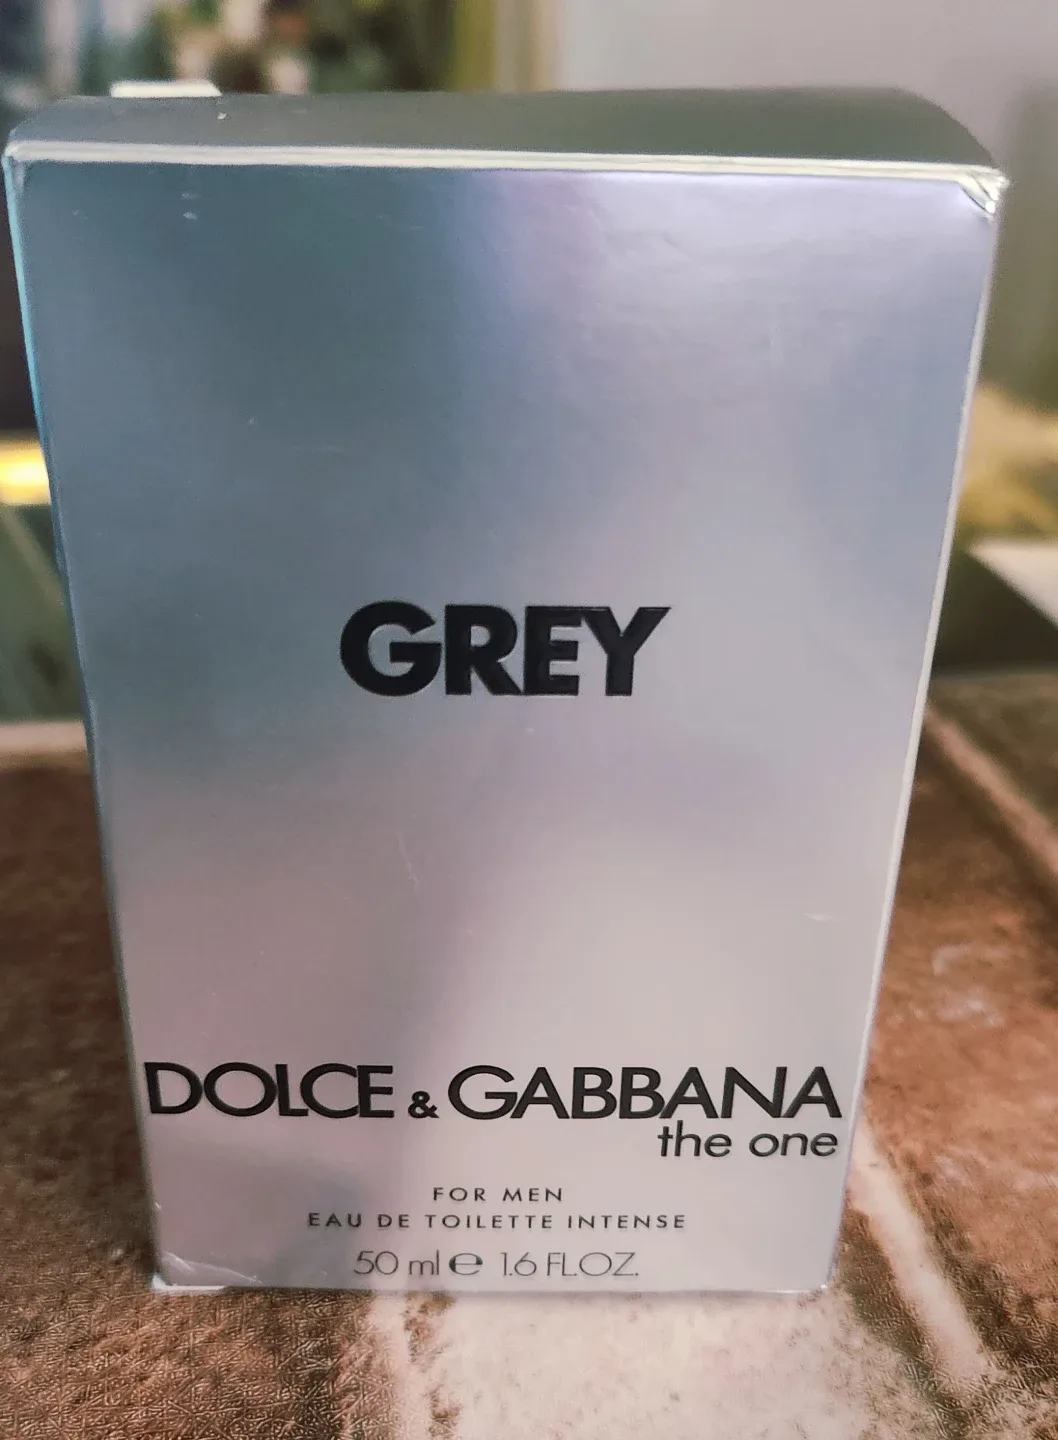 GREY
DOLCE & GABBANA
the one
FOR MEN
EAU DE TOILETTE INTENSE
50 ml e 1.6 FL.OZ.